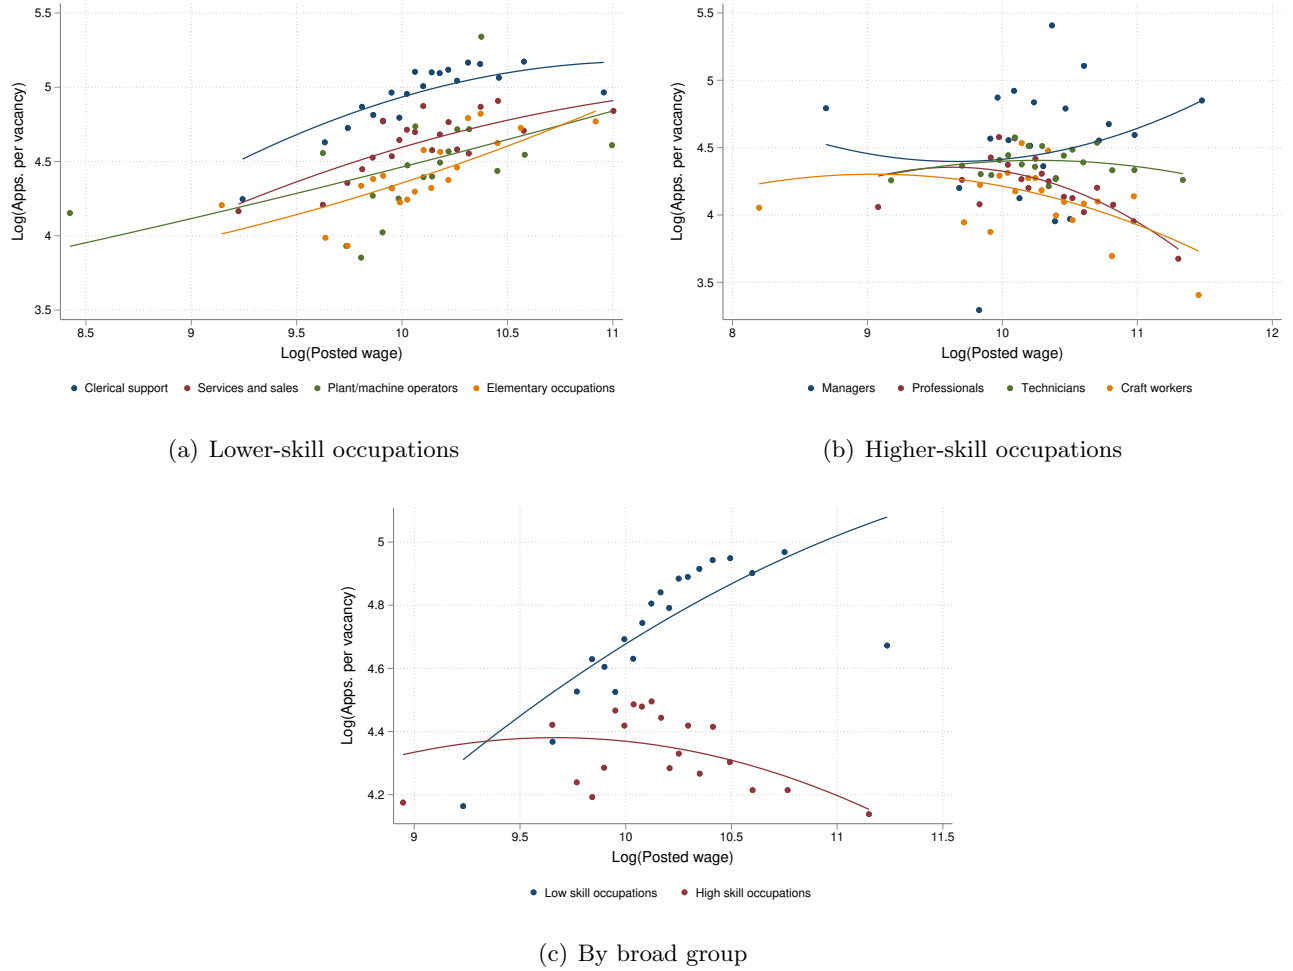 5.5
5
4.5
4
3.5
Log(Apps. per vacancy)
8.5 9 9.5 10 10.5 11
Log(Posted wage)
Clerical support Services and sales Plant/machine operators Elementary occupations
(a) Lower-skill occupations
5.5
5
4.5
4
3.5
Log(Apps. per vacancy)
8 9 10 11 12
Log(Posted wage)
Managers Professionals Technicians Craft workers
(b) Higher-skill occupations
5
4.8
4.6
4.4
4.2
Log(Apps. per vacancy)
9 9.5 10 10.5 11 11.5
Log(Posted wage)
Low skill occupations High skill occupations
(c) By broad group